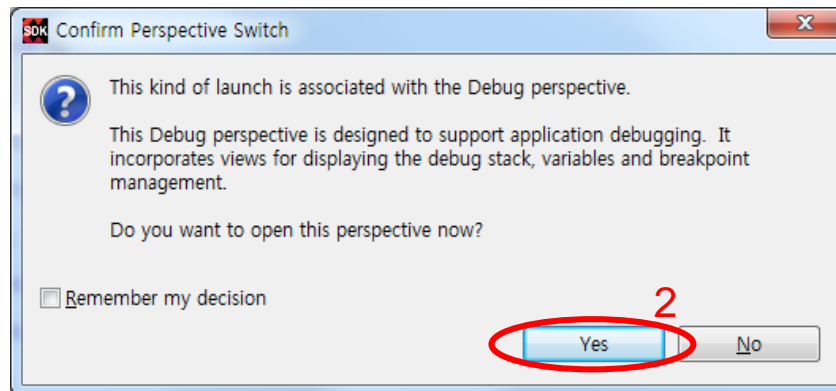 SDK Confirm Perspective Switch
This kind of launch is associated with the Debug perspective.
This Debug perspective is designed to support application debugging. It
incorporates views for displaying the debug stack, variables and breakpoint
management.
Do you want to open this perspective now?
Remember my decision
2
Yes No